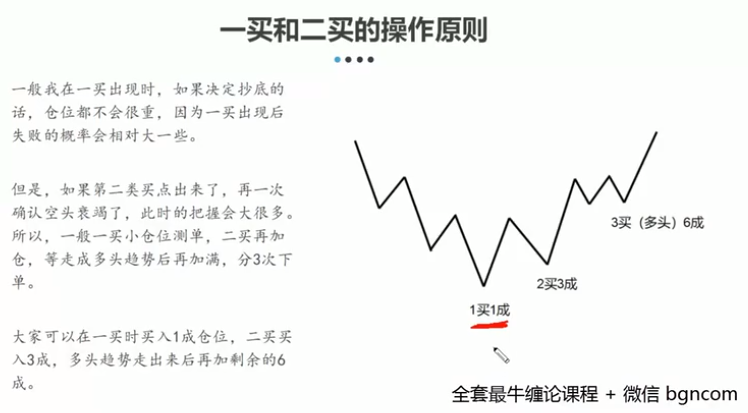 一买和二买的操作原则
一般我在一买出现时，如果决定抄底的
话，仓位都不会很重，因为一买出现后
失败的概率会相对大一些。
但是，如果第二类买点出来了，再一次
确认空头衰竭了，此时的把握会大很多。
所以，一般一买小仓位测单，二买再加
仓，等走成多头趋势后再加满，分3次下
单。
大家可以在一买时买入1成仓位，二买买
入3成，多头趋势走出来后再加剩余的6
成。
3买（多头）6成
2买3成
1买1成
全套最牛缠论课程 + 微信 bgncom